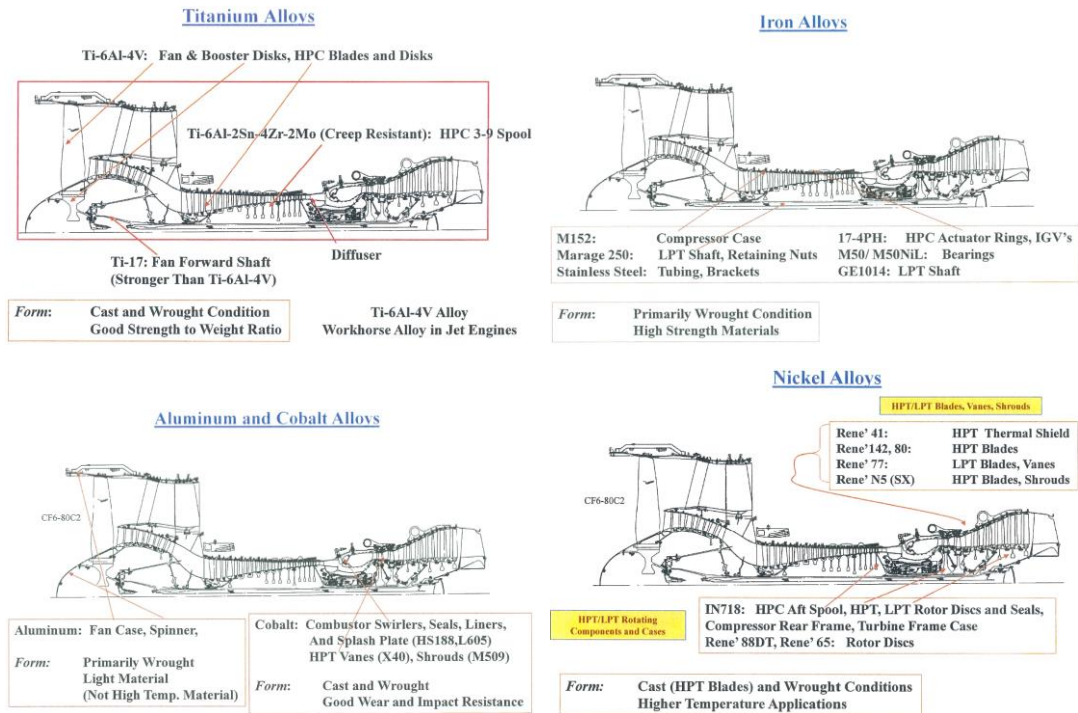 Titanium Alloys
Ti-6Al-4V: Fan & Booster Disks, HPC Blades and Disks
Ti-6Al-2Sn-4Zr-2Mo (Creep Resistant): HPC 3-9 Spool
Ti-17: Fan Forward Shaft
(Stronger Than Ti-6Al-4V)
Diffuser
Form: Cast and Wrought Condition
Good Strength to Weight Ratio
Ti-6Al-4V Alloy
Workhorse Alloy in Jet Engines
Iron Alloys
M152: Compressor Case
Marage 250: LPT Shaft, Retaining Nuts
Stainless Steel: Tubing, Brackets
17-4PH: HPC Actuator Rings, IGV's
M50/ M50NiL: Bearings
GE1014: LPT Shaft
Form: Primarily Wrought Condition
High Strength Materials
Aluminum and Cobalt Alloys
CF6-80C2
Aluminum: Fan Case, Spinner,
Form: Primarily Wrought
Light Material
(Not High Temp. Material)
Cobalt: Combustor Swirlers, Seals, Liners,
And Splash Plate (HS188,L605)
HPT Vanes (X40), Shrouds (M509)
Form: Cast and Wrought
Good Wear and Impact Resistance
Nickel Alloys
HPT/LPT Blades, Vanes, Shrouds
Rene' 41: HPT Thermal Shield
Rene'142, 80: HPT Blades
Rene' 77: LPT Blades, Vanes
Rene' N5 (SX) HPT Blades, Shrouds
CF6-80C2
HPT/LPT Rotating
Components and Cases
IN718: HPC Aft Spool, HPT, LPT Rotor Discs and Seals,
Compressor Rear Frame, Turbine Frame Case
Rene' 88DT, Rene' 65: Rotor Discs
Form: Cast (HPT Blades) and Wrought Conditions
Higher Temperature Applications